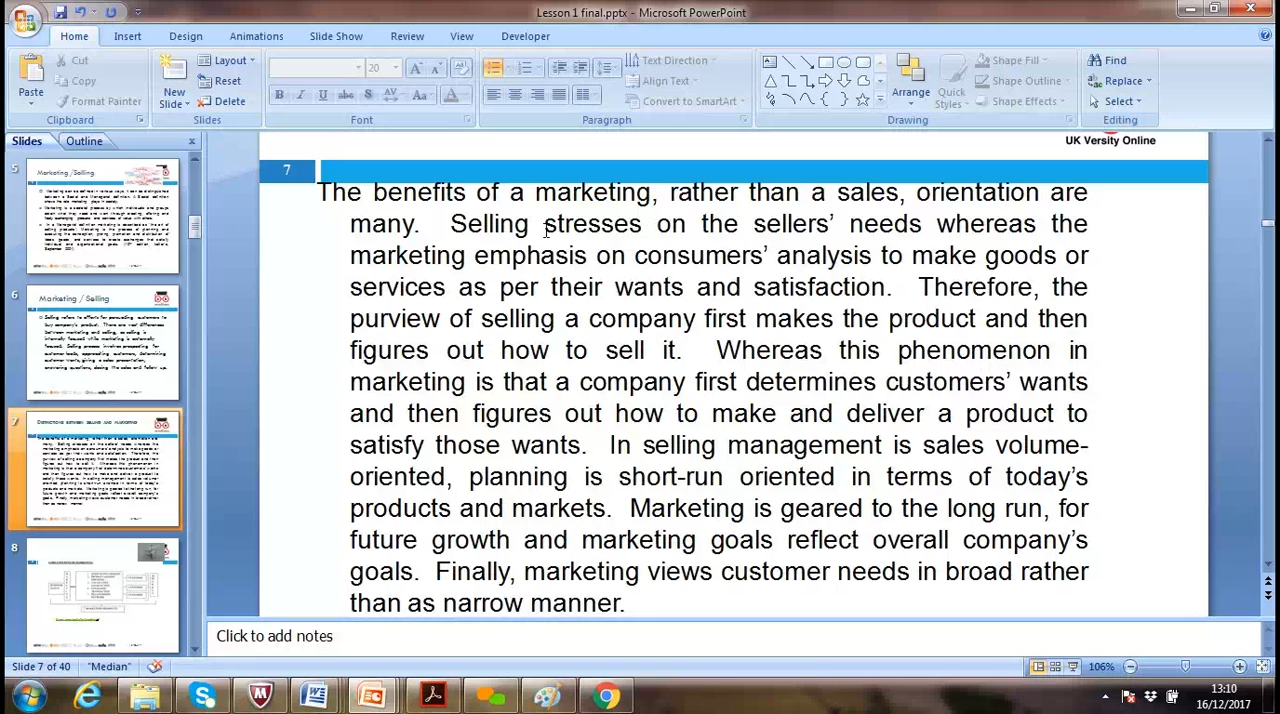 Lesson 1 final.pptx - Microsoft PowerPoint
Home Insert Design Animations Slide Show Review View Developer
Paste
Cut
Copy
Format Painter
Clipboard
New Slide
Layout
Reset
Delete
Slides
20
Font
Text Direction
Align Text
Convert to SmartArt
Paragraph
Arrange
Quick Styles
Shape Fill
Shape Outline
Shape Effects
Drawing
Find
Replace
Select
Editing
Slides Outline
5
Marketing /Selling
6
Marketing / Selling
7
8
UK Versity Online
7
The benefits of a marketing, rather than a sales, orientation are
many. Selling stresses on the sellers’ needs whereas the
marketing emphasis on consumers’ analysis to make goods or
services as per their wants and satisfaction. Therefore, the
purview of selling a company first makes the product and then
figures out how to sell it. Whereas this phenomenon in
marketing is that a company first determines customers’ wants
and then figures out how to make and deliver a product to
satisfy those wants. In selling management is sales volume-
oriented, planning is short-run oriented in terms of today’s
products and markets. Marketing is geared to the long run, for
future growth and marketing goals reflect overall company’s
goals. Finally, marketing views customer needs in broad rather
than as narrow manner.
Click to add notes
Slide 7 of 40 "Median" 106%
13:10
16/12/2017